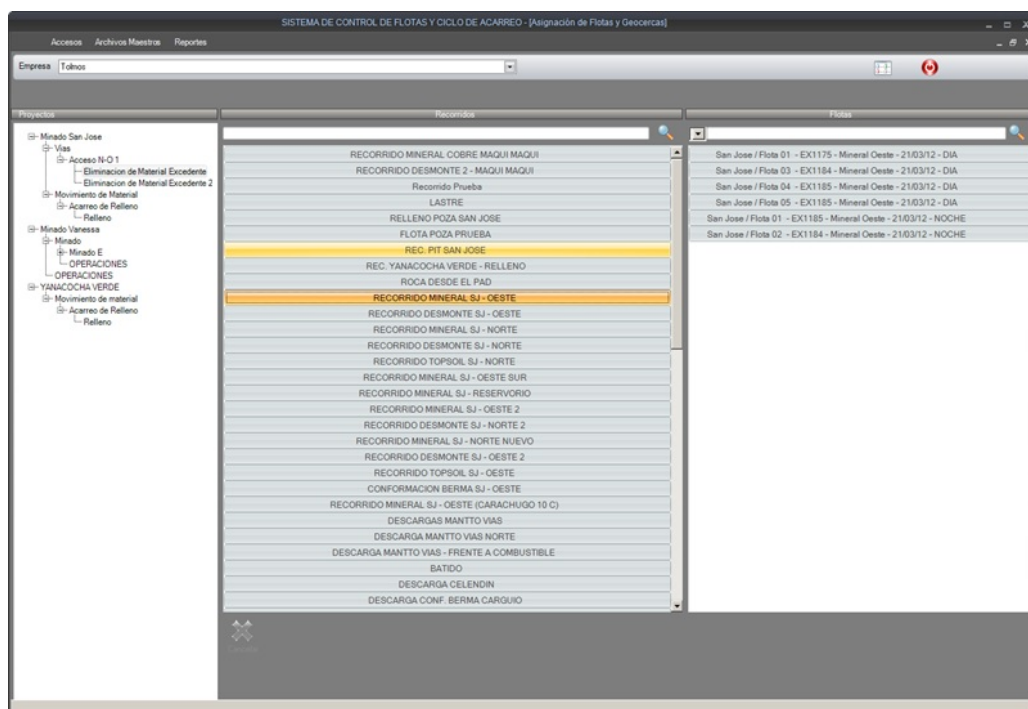 SISTEMA DE CONTROL DE FLOTAS Y CICLO DE ACARREO - [Asignación de Flotas y Geocercas]
Accesos Archivos Maestros Reportes
Empresa Tolmos
Proyectos
Minado San Jose
Vias
Acceso N-O 1
Eliminacion de Material Excedente
Eliminacion de Material Excedente 2
Movimiento de Material
Acarreo de Relleno
Relleno
Minado Vanessa
Minado
Minado E
OPERACIONES
OPERACIONES
YANACOCHA VERDE
Movimiento de material
Acarreo de Relleno
Relleno
Recorridos
RECORRIDO MINERAL COBRE MAQUI MAQUI
RECORRIDO DESMONTE 2 - MAQUI MAQUI
Recorrido Prueba
LASTRE
RELLENO POZA SAN JOSE
FLOTA POZA PRUEBA
REC. PIT SAN JOSE
REC. YANACOCHA VERDE - RELLENO
ROCA DESDE EL PAD
RECORRIDO MINERAL SJ - OESTE
RECORRIDO DESMONTE SJ - OESTE
RECORRIDO MINERAL SJ - NORTE
RECORRIDO DESMONTE SJ - NORTE
RECORRIDO TOPSOIL SJ - NORTE
RECORRIDO MINERAL SJ - OESTE SUR
RECORRIDO MINERAL SJ - RESERVORIO
RECORRIDO MINERAL SJ - OESTE 2
RECORRIDO DESMONTE SJ - NORTE 2
RECORRIDO MINERAL SJ - NORTE NUEVO
RECORRIDO DESMONTE SJ - OESTE 2
RECORRIDO TOPSOIL SJ - OESTE
CONFORMACION BERMA SJ - OESTE
RECORRIDO MINERAL SJ - OESTE (CARACHUGO 10 C)
DESCARGAS MANTTO VIAS
DESCARGA MANTTO VIAS NORTE
DESCARGA MANTTO VIAS - FRENTE A COMBUSTIBLE
BATIDO
DESCARGA CELENDIN
DESCARGA CONF. BERMA CARGUIO
Flotas
San Jose / Flota 01 - EX1175 - Mineral Oeste - 21/03/12 - DIA
San Jose / Flota 03 - EX1184 - Mineral Oeste - 21/03/12 - DIA
San Jose / Flota 04 - EX1185 - Mineral Oeste - 21/03/12 - DIA
San Jose / Flota 05 - EX1185 - Mineral Oeste - 21/03/12 - DIA
San Jose / Flota 01 - EX1185 - Mineral Oeste - 21/03/12 - NOCHE
San Jose / Flota 02 - EX1184 - Mineral Oeste - 21/03/12 - NOCHE